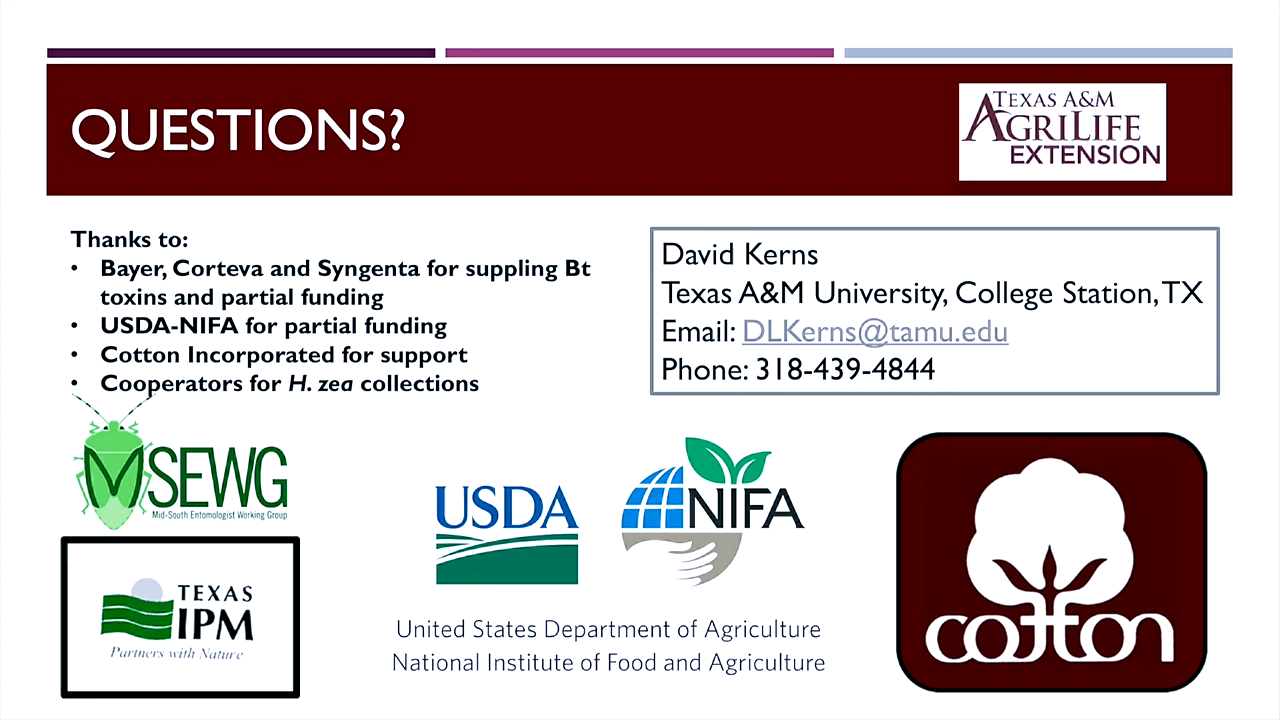 QUESTIONS?
TEXAS A&M
AGRILIFE
EXTENSION
Thanks to:
• Bayer, Corteva and Syngenta for suppling Bt
toxins and partial funding
• USDA-NIFA for partial funding
• Cotton Incorporated for support
• Cooperators for H. zea collections
David Kerns
Texas A&M University, College Station, TX
Email: DLKerns@tamu.edu
Phone: 318-439-4844
MSEWG
Mid-South Entomologist Working Group
TEXAS
IPM
Partners with Nature
USDA
NIFA
United States Department of Agriculture
National Institute of Food and Agriculture
cotton